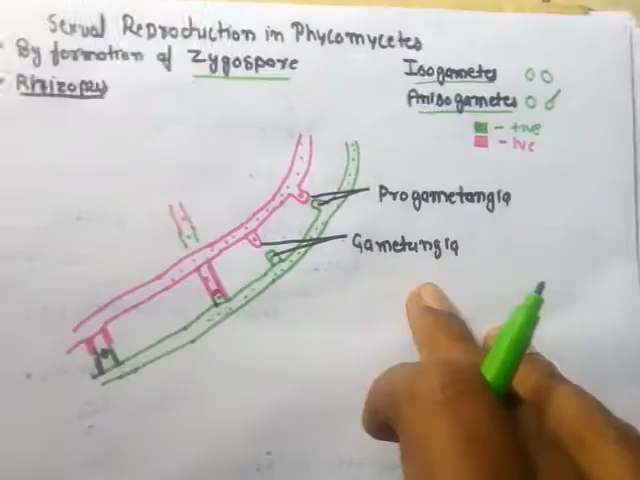 Sexual Reproduction in Phycomycetes
- By formation of Zygospore
- Rhizopus
Isogametes
Anisogametes
- +ve
- -ve
Progametangia
Gametangia